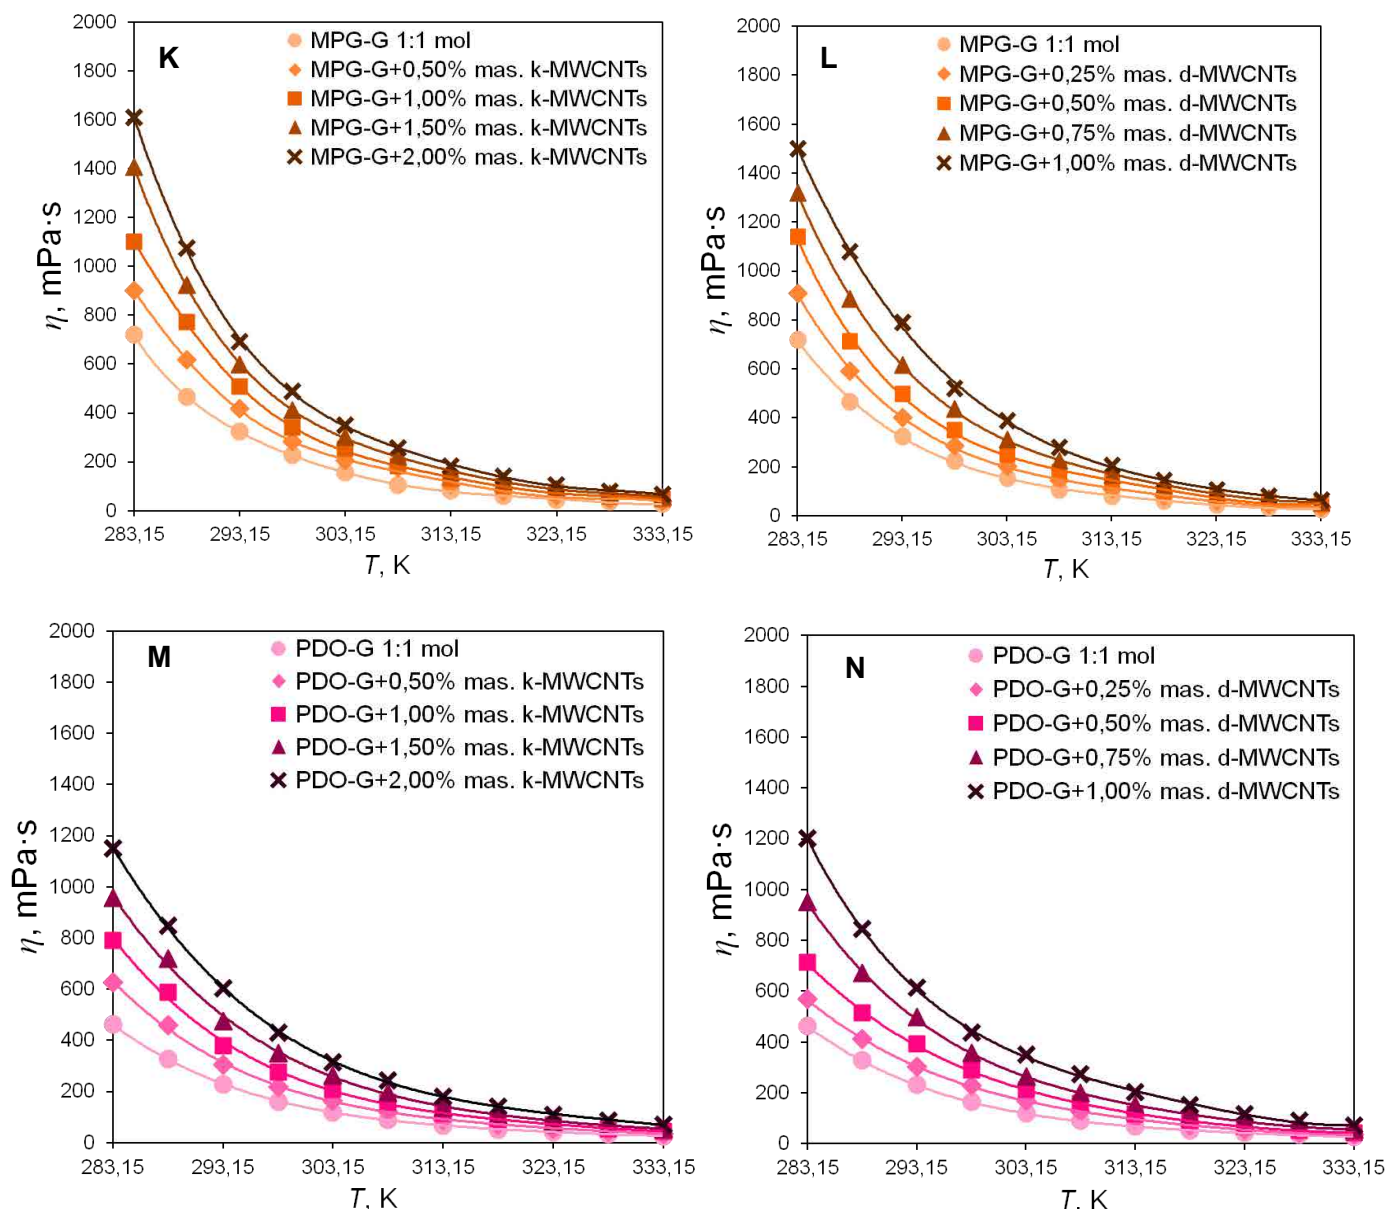 K
MPG-G 1:1 mol
MPG-G+0,50% mas. k-MWCNTs
MPG-G+1,00% mas. k-MWCNTs
MPG-G+1,50% mas. k-MWCNTs
MPG-G+2,00% mas. k-MWCNTs
2000
1800
1600
1400
1200
1000
800
600
400
200
0
η, mPa·s
283,15 293,15 303,15 313,15 323,15 333,15
T, K
L
MPG-G 1:1 mol
MPG-G+0,25% mas. d-MWCNTs
MPG-G+0,50% mas. d-MWCNTs
MPG-G+0,75% mas. d-MWCNTs
MPG-G+1,00% mas. d-MWCNTs
2000
1800
1600
1400
1200
1000
800
600
400
200
0
η, mPa·s
283,15 293,15 303,15 313,15 323,15 333,15
T, K
M
PDO-G 1:1 mol
PDO-G+0,50% mas. k-MWCNTs
PDO-G+1,00% mas. k-MWCNTs
PDO-G+1,50% mas. k-MWCNTs
PDO-G+2,00% mas. k-MWCNTs
2000
1800
1600
1400
1200
1000
800
600
400
200
0
η, mPa·s
283,15 293,15 303,15 313,15 323,15 333,15
T, K
N
PDO-G 1:1 mol
PDO-G+0,25% mas. d-MWCNTs
PDO-G+0,50% mas. d-MWCNTs
PDO-G+0,75% mas. d-MWCNTs
PDO-G+1,00% mas. d-MWCNTs
2000
1800
1600
1400
1200
1000
800
600
400
200
0
η, mPa·s
283,15 293,15 303,15 313,15 323,15 333,15
T, K